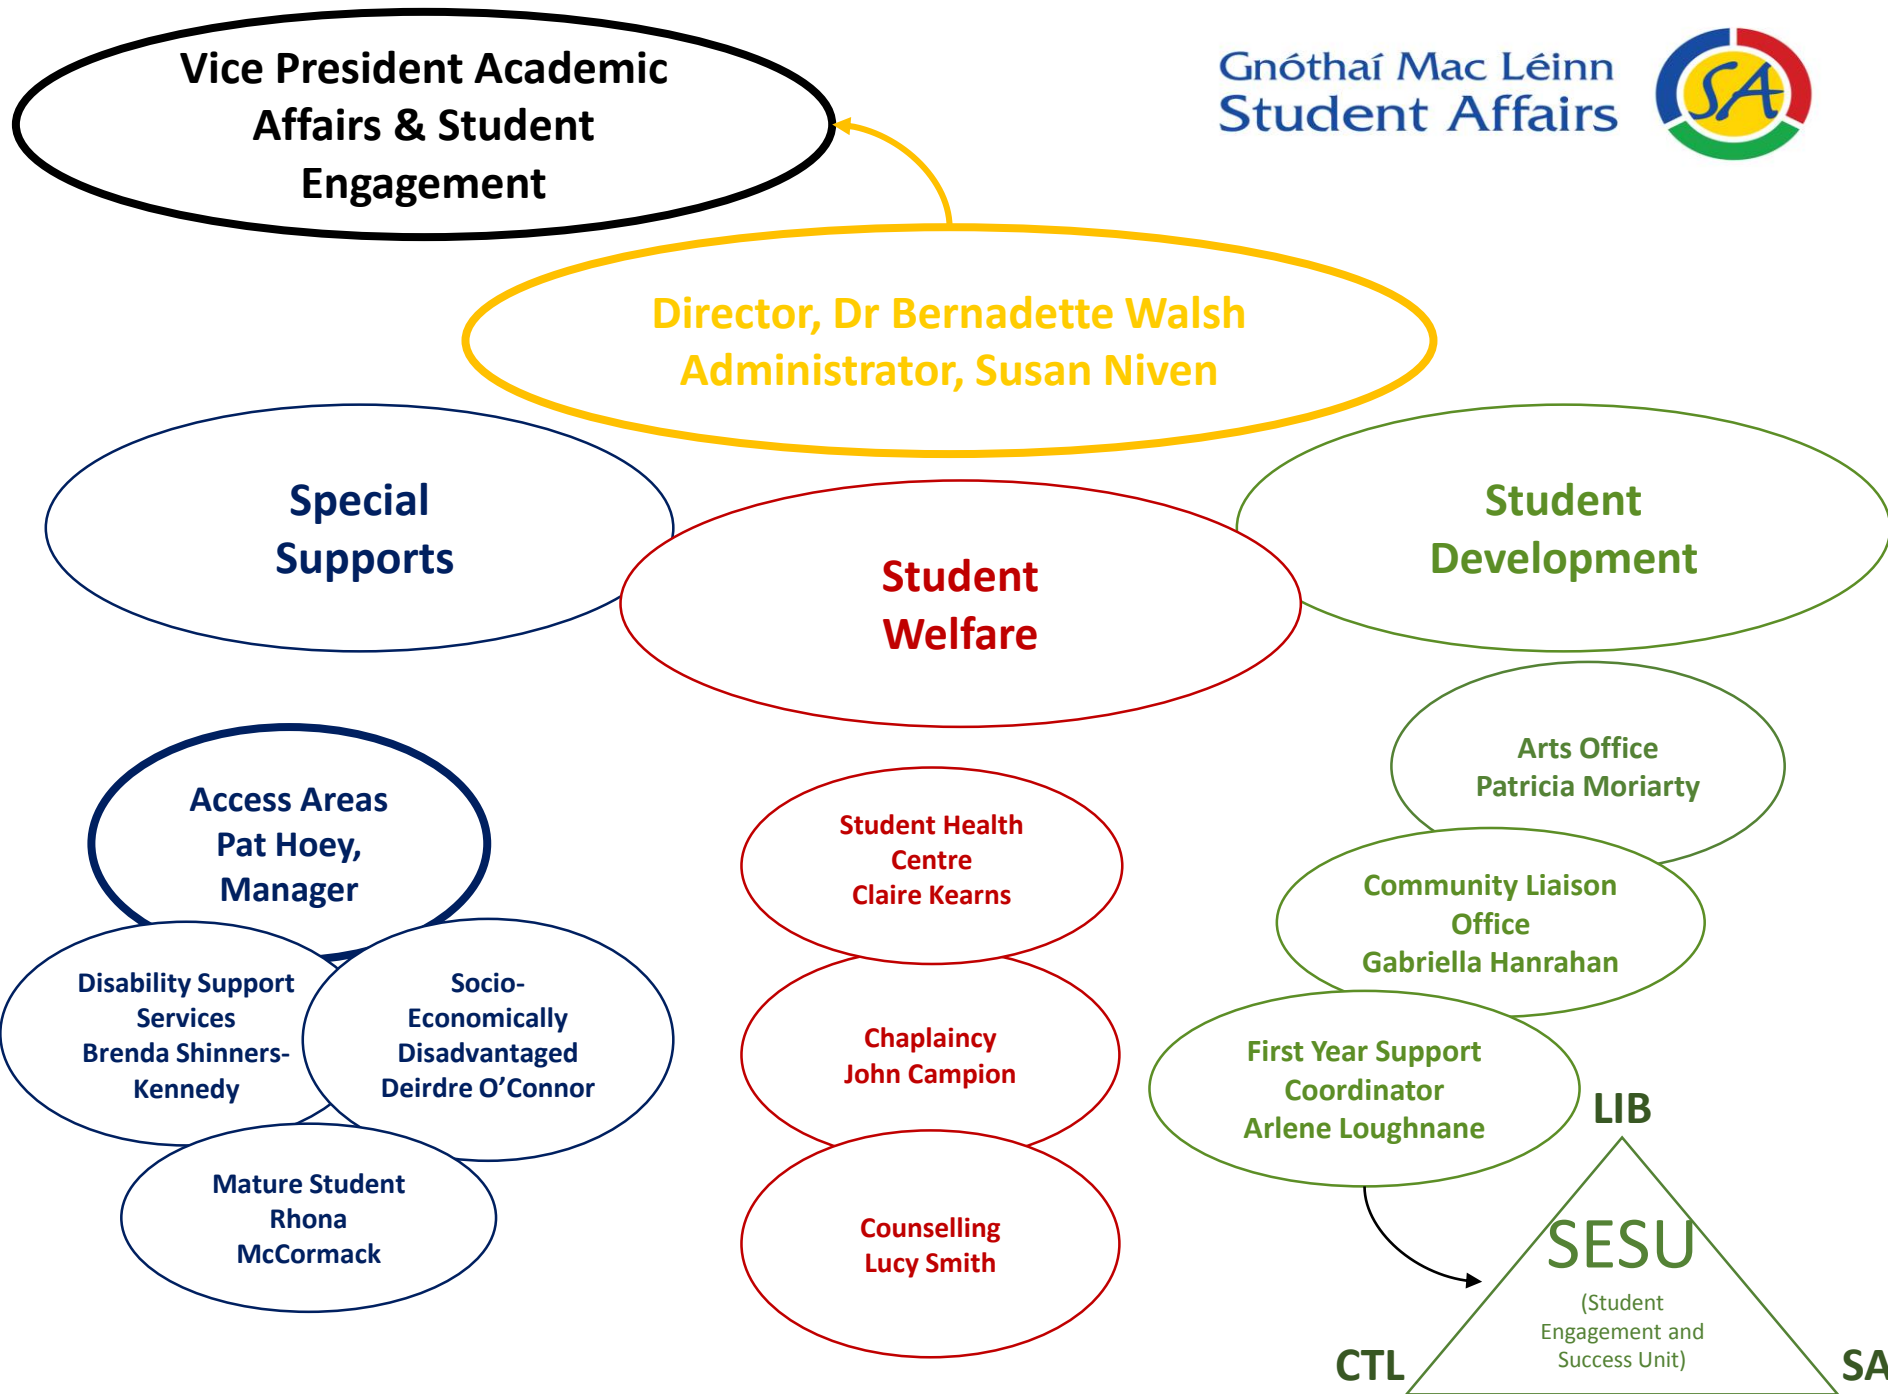 Vice President Academic
Affairs & Student
Engagement
Gnóthaí Mac Léinn
Student Affairs
SA
Director, Dr Bernadette Walsh
Administrator, Susan Niven
Special
Supports
Student
Welfare
Student
Development
Access Areas
Pat Hoey,
Manager
Disability Support
Services
Brenda Shinners-
Kennedy
Socio-
Economically
Disadvantaged
Deirdre O’Connor
Mature Student
Rhona
McCormack
Student Health
Centre
Claire Kearns
Chaplaincy
John Campion
Counselling
Lucy Smith
Arts Office
Patricia Moriarty
Community Liaison
Office
Gabriella Hanrahan
First Year Support
Coordinator
Arlene Loughnane
LIB
SESU
(Student
Engagement and
Success Unit)
CTL
SA